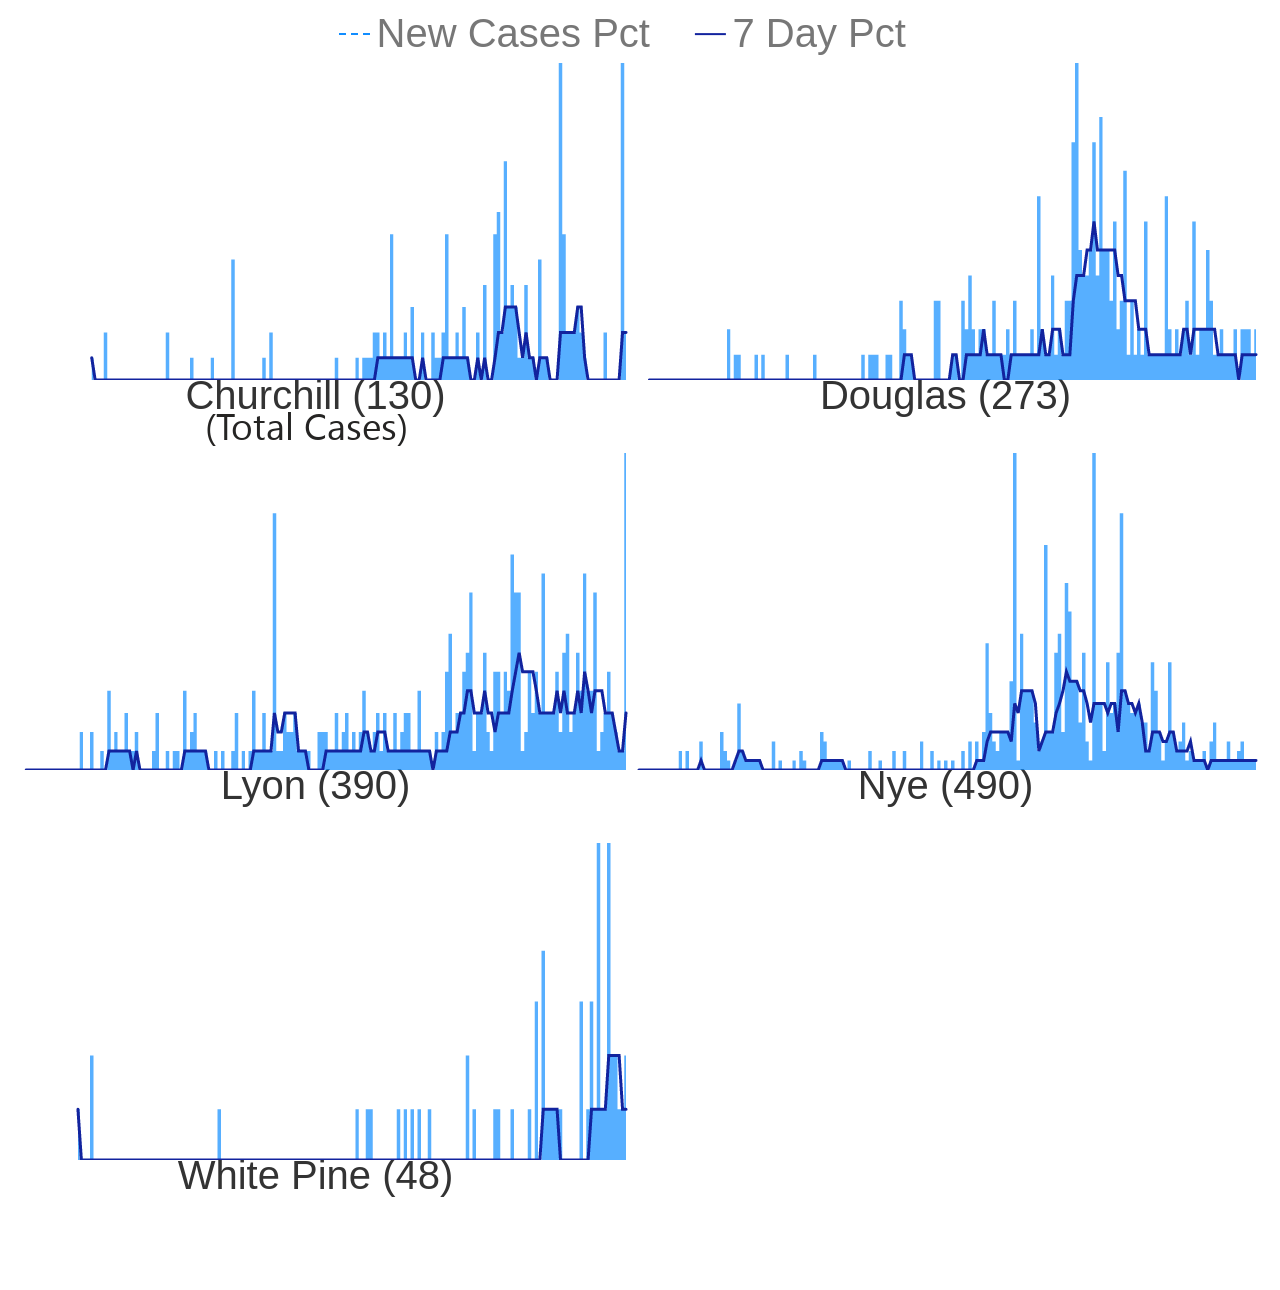 New Cases Pct 7 Day Pct
Churchill (130)
(Total Cases)
Douglas (273)
Lyon (390)
Nye (490)
White Pine (48)